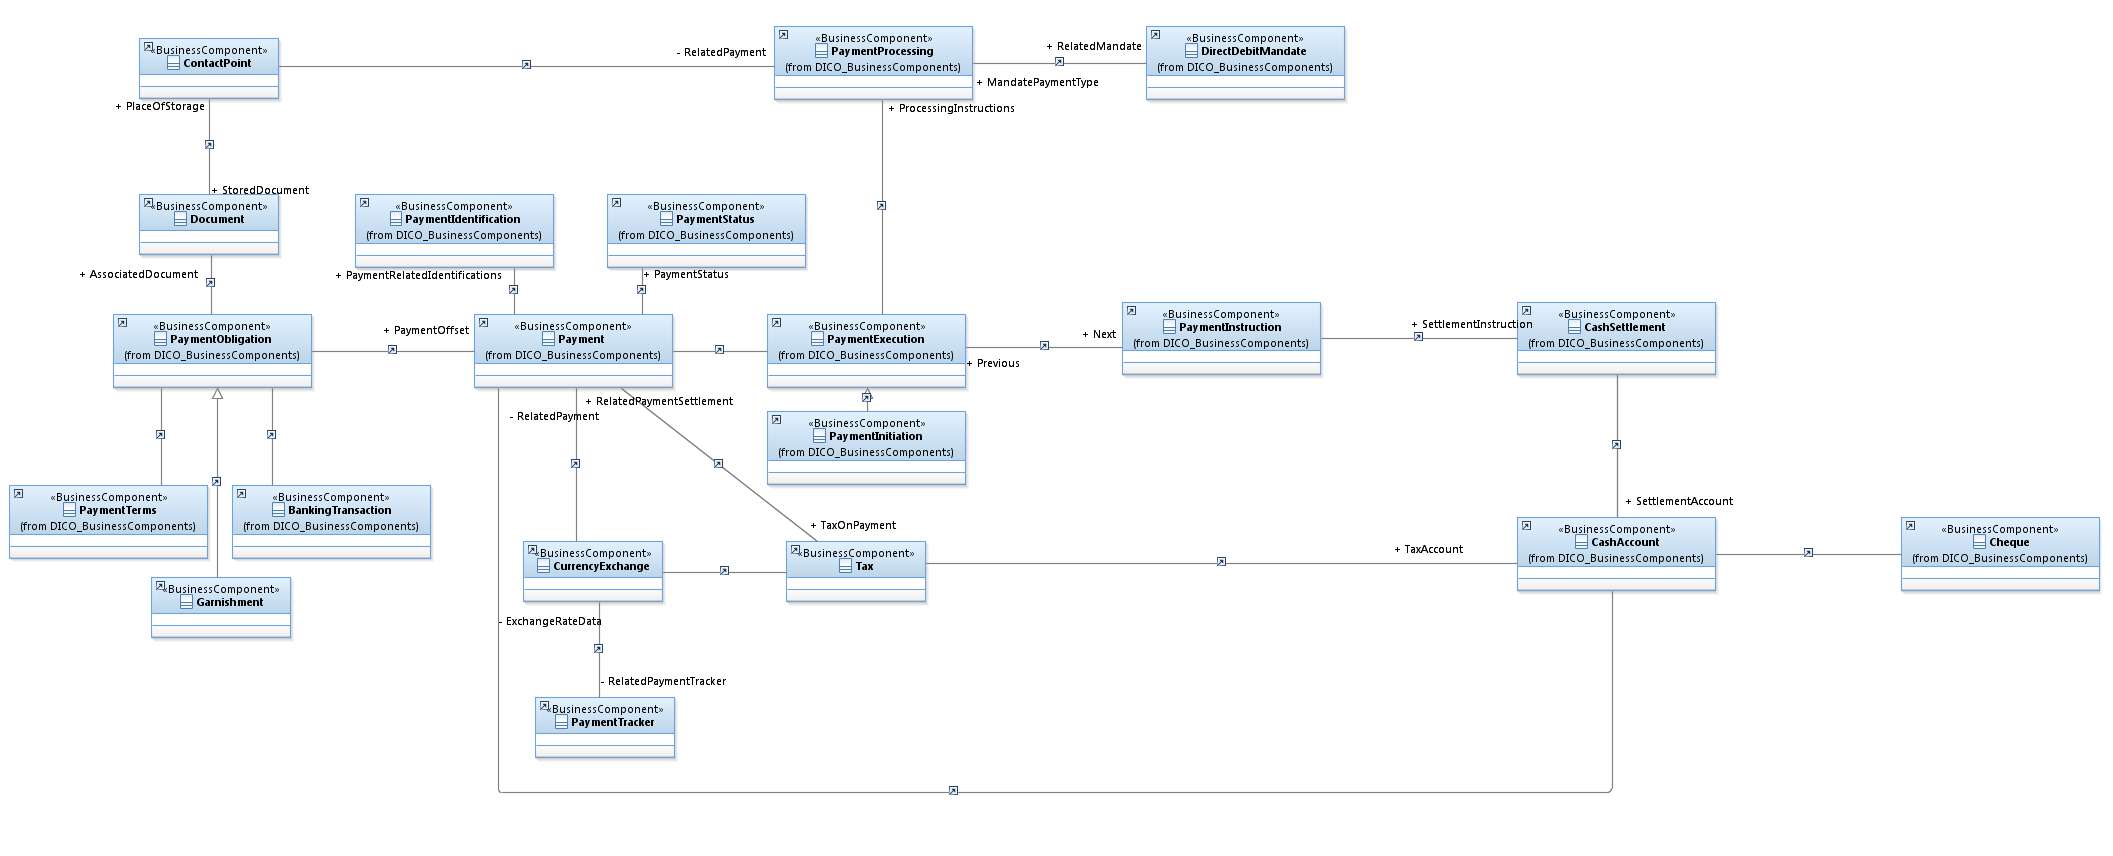 «BusinessComponent»
ContactPoint
- RelatedPayment
«BusinessComponent»
PaymentProcessing
(from DICO_BusinessComponents)
+ RelatedMandate
«BusinessComponent»
DirectDebitMandate
(from DICO_BusinessComponents)
+ MandatePaymentType
+ PlaceOfStorage
+ ProcessingInstructions
+ StoredDocument
«BusinessComponent»
Document
«BusinessComponent»
PaymentIdentification
(from DICO_BusinessComponents)
«BusinessComponent»
PaymentStatus
(from DICO_BusinessComponents)
+ AssociatedDocument
+ PaymentRelatedIdentifications
+ PaymentStatus
«BusinessComponent»
PaymentObligation
(from DICO_BusinessComponents)
+ PaymentOffset
«BusinessComponent»
Payment
(from DICO_BusinessComponents)
«BusinessComponent»
PaymentExecution
(from DICO_BusinessComponents)
+ Next
+ Previous
«BusinessComponent»
PaymentInstruction
(from DICO_BusinessComponents)
+ SettlementInstruction
«BusinessComponent»
CashSettlement
(from DICO_BusinessComponents)
+ RelatedPaymentSettlement
- RelatedPayment
«BusinessComponent»
PaymentInitiation
(from DICO_BusinessComponents)
«BusinessComponent»
PaymentTerms
(from DICO_BusinessComponents)
«BusinessComponent»
BankingTransaction
(from DICO_BusinessComponents)
+ SettlementAccount
+ TaxOnPayment
«BusinessComponent»
CurrencyExchange
«BusinessComponent»
Tax
+ TaxAccount
«BusinessComponent»
CashAccount
(from DICO_BusinessComponents)
«BusinessComponent»
Cheque
(from DICO_BusinessComponents)
«BusinessComponent»
Garnishment
- ExchangeRateData
- RelatedPaymentTracker
«BusinessComponent»
PaymentTracker